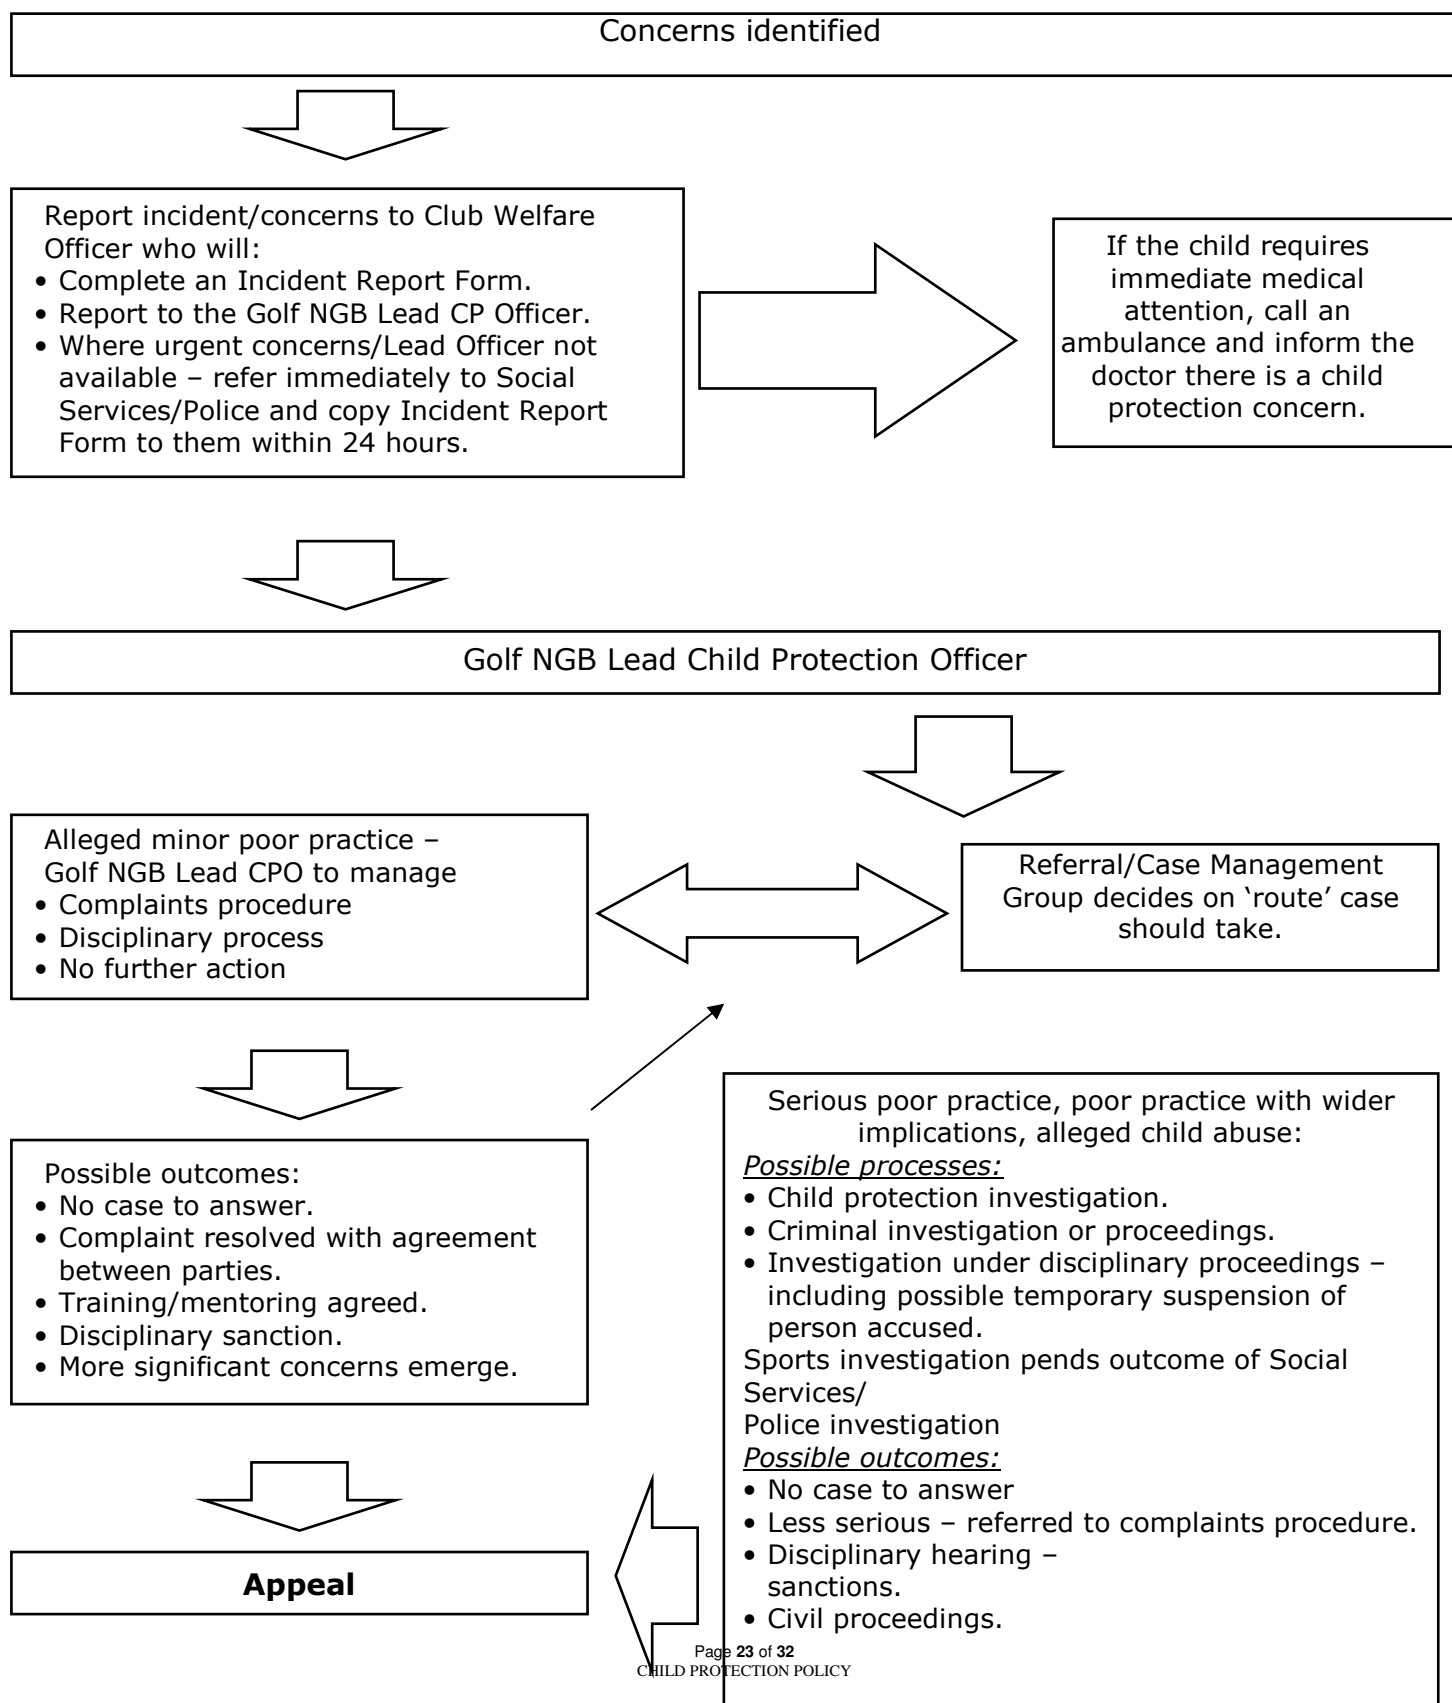 Concerns identified
Report incident/concerns to Club Welfare
Officer who will:
• Complete an Incident Report Form.
• Report to the Golf NGB Lead CP Officer.
• Where urgent concerns/Lead Officer not
available – refer immediately to Social
Services/Police and copy Incident Report
Form to them within 24 hours.
If the child requires
immediate medical
attention, call an
ambulance and inform the
doctor there is a child
protection concern.
Golf NGB Lead Child Protection Officer
Alleged minor poor practice –
Golf NGB Lead CPO to manage
• Complaints procedure
• Disciplinary process
• No further action
Referral/Case Management
Group decides on ‘route’ case
should take.
Possible outcomes:
• No case to answer.
• Complaint resolved with agreement
between parties.
• Training/mentoring agreed.
• Disciplinary sanction.
• More significant concerns emerge.
Serious poor practice, poor practice with wider
implications, alleged child abuse:
Possible processes:
• Child protection investigation.
• Criminal investigation or proceedings.
• Investigation under disciplinary proceedings –
including possible temporary suspension of
person accused.
Sports investigation pends outcome of Social
Services/
Police investigation
Possible outcomes:
• No case to answer
• Less serious – referred to complaints procedure.
• Disciplinary hearing –
sanctions.
• Civil proceedings.
Appeal
Page 23 of 32
CHILD PROTECTION POLICY